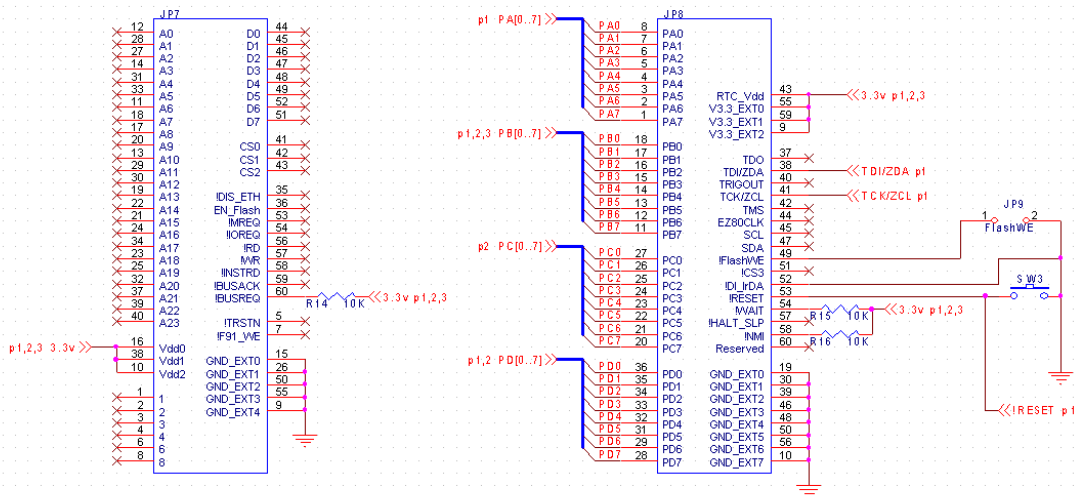 JP7
12 A0 D0 44
28 A1 D1 45
27 A2 D2 46
14 A3 D3 47
31 A4 D4 48
33 A5 D5 49
11 A6 D6 52
18 A7 D7 51
17 A8
20 A9 CS0 41
13 A10 CS1 42
29 A11 CS2 43
30 A12
19 A13 !DIS_ETH 35
22 A14 EN_Flash 36
21 A15 !MREQ 53
24 A16 !IOREQ 54
34 A17 !RD 56
23 A18 !WR 57
25 A19 !INSTRD 58
32 A20 !BUSACK 59
37 A21 !BUSREQ 60
39 A22
40 A23
R14 10K 3.3v p1,2,3
!TRSTN 5
!F91_WE 7
p1,2,3 3.3v
16 Vdd0 GND_EXT0 15
38 Vdd1 GND_EXT1 26
10 Vdd2 GND_EXT2 50
GND_EXT3 55
GND_EXT4 9
1 1
2 2
3 3
4 4
6 6
8 8
JP8
p1 PA[0..7]
PA0 8 PA0
PA1 7 PA1
PA2 6 PA2
PA3 5 PA3
PA4 4 PA4
PA5 3 PA5
PA6 2 PA6
PA7 1 PA7
p1,2,3 PB[0..7]
PB0 18 PB0
PB1 17 PB1
PB2 16 PB2
PB3 15 PB3
PB4 14 PB4
PB5 13 PB5
PB6 12 PB6
PB7 11 PB7
p2 PC[0..7]
PC0 27 PC0
PC1 26 PC1
PC2 25 PC2
PC3 24 PC3
PC4 23 PC4
PC5 22 PC5
PC6 21 PC6
PC7 20 PC7
p1,2 PD[0..7]
PD0 36 PD0
PD1 35 PD1
PD2 34 PD2
PD3 33 PD3
PD4 32 PD4
PD5 31 PD5
PD6 29 PD6
PD7 28 PD7
RTC_Vdd 43 3.3v p1,2,3
V3.3_EXT0 55
V3.3_EXT1 59
V3.3_EXT2 9
TDO 37
TDI/ZDA 38 TDI/ZDA p1
TRIGOUT 40
TCK/ZCL 41 TCK/ZCL p1
TMS 42
EZ80CLK 44
SCL 45
SDA 47
!FlashWE 49
!CS3 51
!DI_IrDA 52
!RESET 53
!WAIT 54
!HALT_SLP 57
!NMI 58
Reserved 60
R15 10K 3.3v p1,2,3
R16 10K
GND_EXT0 19
GND_EXT1 30
GND_EXT2 39
GND_EXT3 46
GND_EXT4 48
GND_EXT5 50
GND_EXT6 56
GND_EXT7 10
JP9
1 2
FlashWE
SW3
!RESET p1